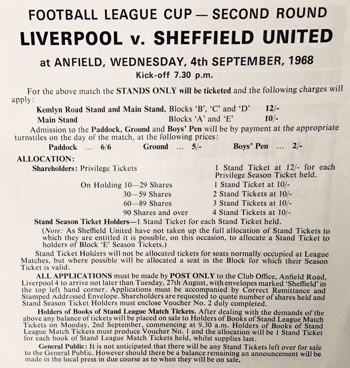 FOOTBALL LEAGUE CUP — SECOND ROUND
LIVERPOOL v. SHEFFIELD UNITED
at ANFIELD, WEDNESDAY, 4th SEPTEMBER, 1968
Kick-off 7.30 p.m.
For the above match the STANDS ONLY will be ticketed and the following charges will
apply:
Kemlyn Road Stand and Main Stand, Blocks 'B', 'C' and 'D' 12/-
Main Stand Blocks 'A' and 'E' 10/-
Admission to the Paddock, Ground and Boys' Pen will be by payment at the appropriate
turnstiles on the day of the match, at the following prices:
Paddock ... 6/6 Ground ... 5/- Boys' Pen ... 2/-
ALLOCATION:
Shareholders: Privilege Tickets 1 Stand Ticket at 12/- for each
Privilege Season Ticket held.
On Holding 10—29 Shares 1 Stand Ticket at 10/-
30—59 Shares 2 Stand Tickets at 10/-
60—89 Shares 3 Stand Tickets at 10/-
90 Shares and over 4 Stand Tickets at 10/-
Stand Season Ticket Holders—1 Stand Ticket for each Stand Ticket held.
(Note: As Sheffield United have not taken up the full allocation of Stand Tickets to
which they are entitled it is possible, on this occasion, to allocate a Stand Ticket to
holders of Block 'E' Season Tickets.)
Stand Ticket Holders will not be allocated tickets for seats normally occupied at League
Matches, but where possible will be allocated a seat in the Block for which their Season
Ticket is valid.
ALL APPLICATIONS must be made by POST ONLY to the Club Office, Anfield Road,
Liverpool 4 to arrive not later than Tuesday, 27th August, with envelopes marked 'Sheffield' in
the top left hand corner. Applications must be accompanied by Correct Remittance and
Stamped Addressed Envelope. Shareholders are requested to quote number of shares held and
Stand Season Ticket Holders must enclose Voucher No. 2 duly completed.
Holders of Books of Stand League Match Tickets. After dealing with the demands of the
above any balance of tickets will be placed on sale to Holders of Books of Stand League Match
Tickets on Monday, 2nd September, commencing at 9.30 a.m. Holders of Books of Stand
League Match Tickets must produce Voucher No. 1 and the allocation will be 1 Stand Ticket
for each book of Stand League Match Tickets held, whilst supplies last.
General Public: It is not anticipated that there will be any Stand Tickets left over for sale
to the General Public. However should there be a balance remaining an announcement will be
made in the local press in due course as to when they will be on sale.